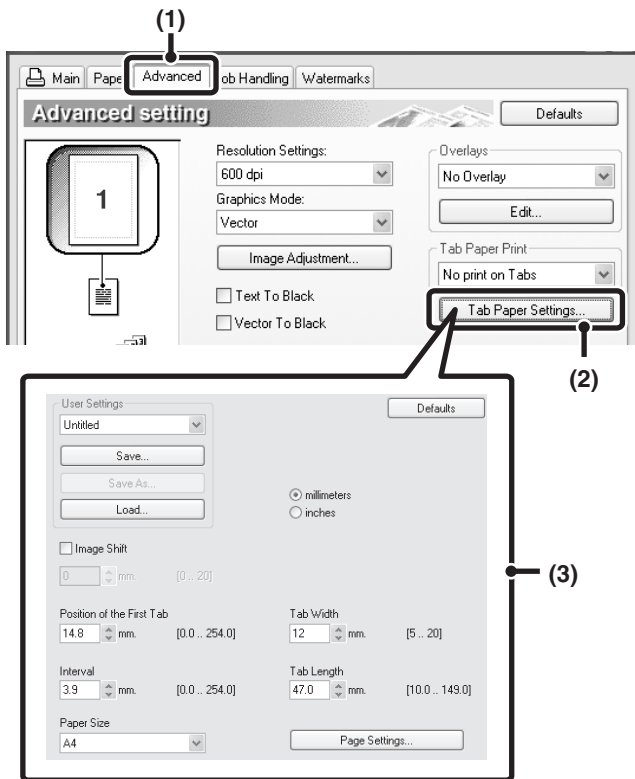 (1)
Main Pape Advanced ob Handling Watermarks
Advanced setting
Defaults
Resolution Settings:
600 dpi
Graphics Mode:
Vector
Image Adjustment...
Text To Black
Vector To Black
Overlays
No Overlay
Edit...
Tab Paper Print
No print on Tabs
Tab Paper Settings...
1
(2)
User Settings
Untitled
Save...
Save As...
Load...
Defaults
millimeters
inches
Image Shift
0 mm. [0 .. 20]
(3)
Position of the First Tab
14.8 mm. [0.0 .. 254.0]
Tab Width
12 mm. [5 .. 20]
Interval
3.9 mm. [0.0 .. 254.0]
Tab Length
47.0 mm. [10.0 .. 149.0]
Paper Size
A4
Page Settings...